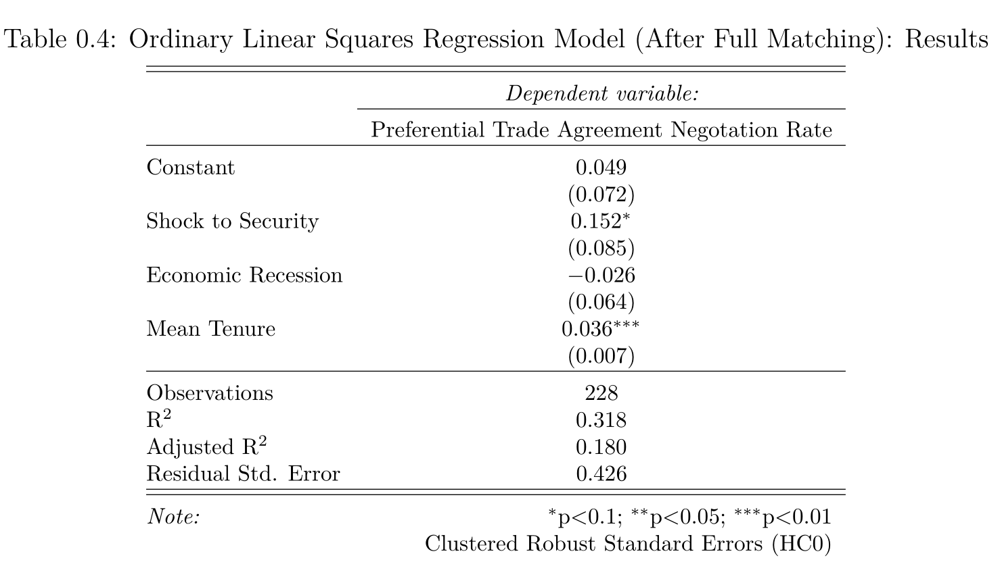 Table 0.4: Ordinary Linear Squares Regression Model (After Full Matching): Results
Dependent variable:
Preferential Trade Agreement Negotation Rate
Constant 0.049
(0.072)
Shock to Security 0.152*
(0.085)
Economic Recession −0.026
(0.064)
Mean Tenure 0.036***
(0.007)
Observations 228
R² 0.318
Adjusted R² 0.180
Residual Std. Error 0.426
Note: *p<0.1; **p<0.05; ***p<0.01
Clustered Robust Standard Errors (HC0)